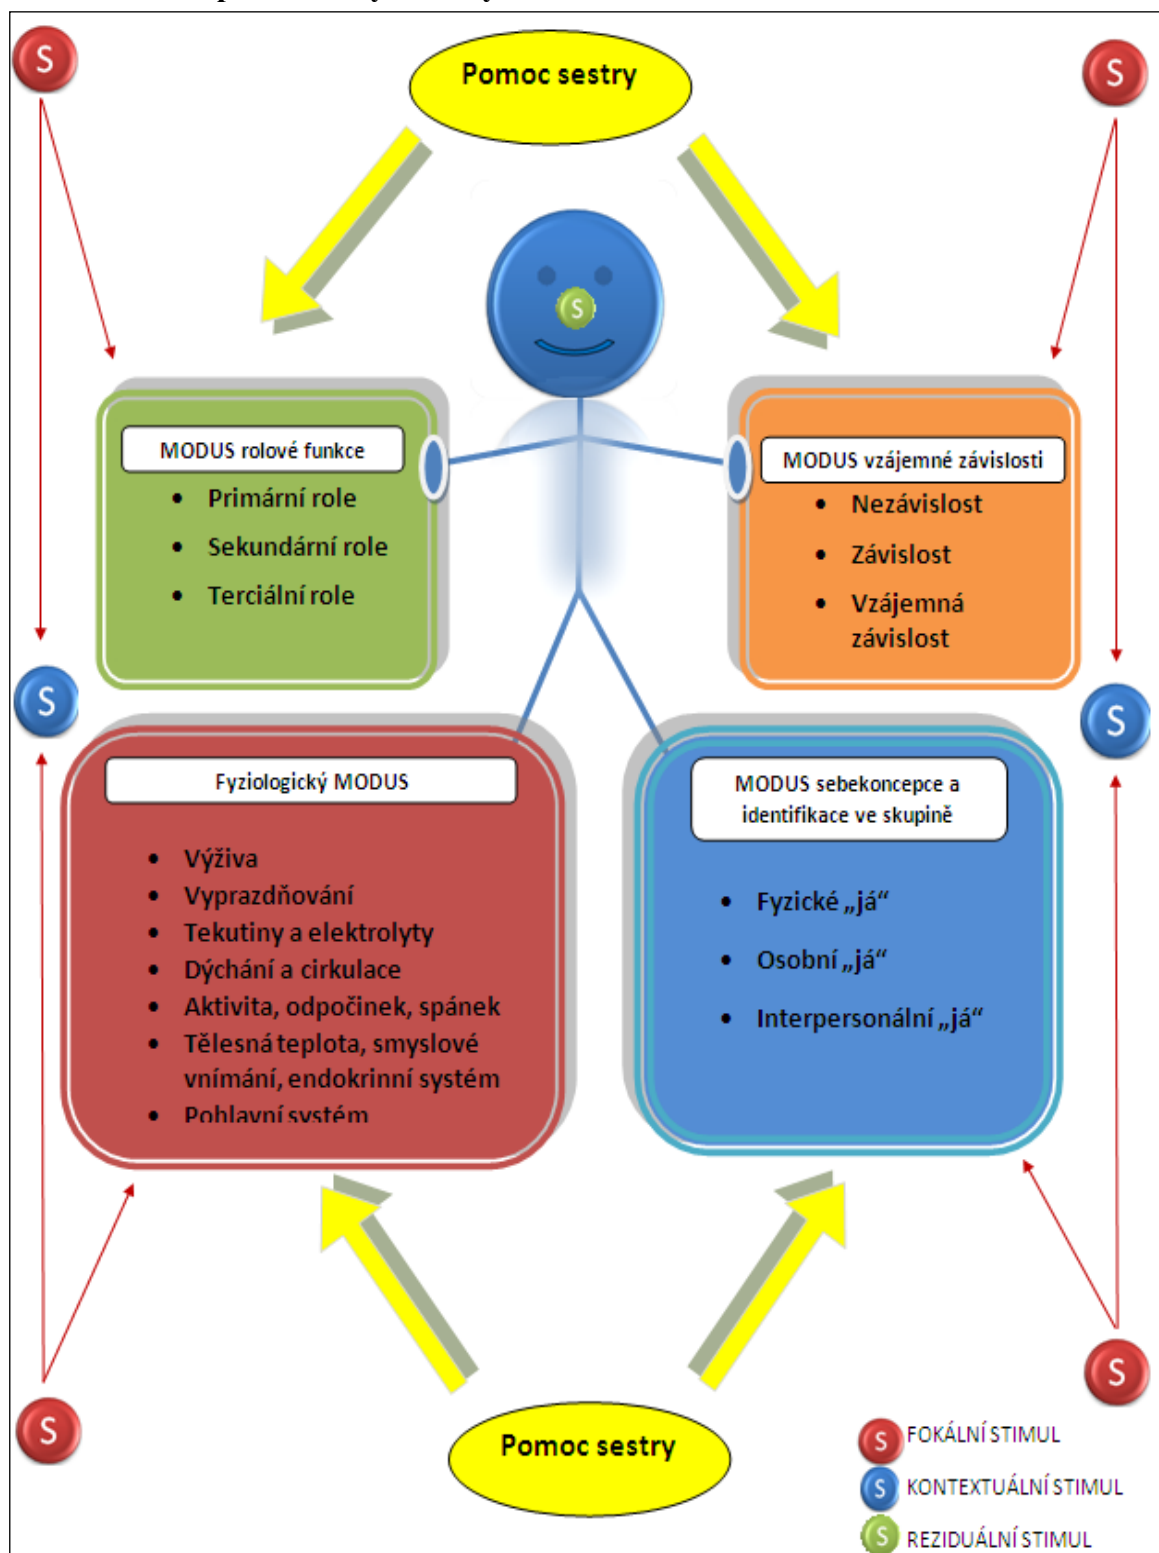 S
S
Pomoc sestry
S
MODUS rolové funkce
• Primární role
• Sekundární role
• Terciální role
MODUS vzájemné závislosti
• Nezávislost
• Závislost
• Vzájemná
závislost
S
S
Fyziologický MODUS
• Výživa
• Vyprazdňování
• Tekutiny a elektrolyty
• Dýchání a cirkulace
• Aktivita, odpočinek, spánek
• Tělesná teplota, smyslové
vnímání, endokrinní systém
• Pohlavní systém
MODUS sebekoncepce a
identifikace ve skupině
• Fyzické „já“
• Osobní „já“
• Interpersonální „já“
S
S
Pomoc sestry
S FOKÁLNÍ STIMUL
S KONTEXTUÁLNÍ STIMUL
S REZIDUÁLNÍ STIMUL